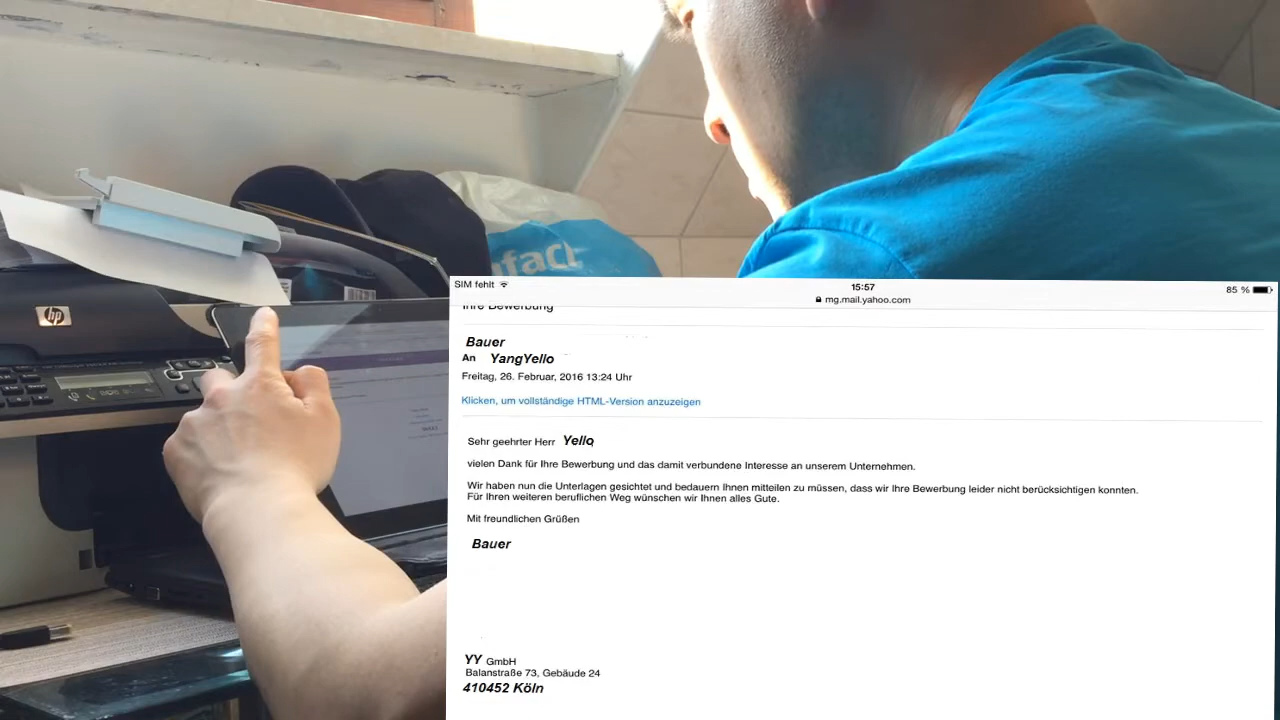 hp
fact
SIM fehlt
15:57
85 %
mg.mail.yahoo.com
Ihre Bewerbung
Bauer
An YangYello
Freitag, 26. Februar, 2016 13:24 Uhr
Klicken, um vollständige HTML-Version anzuzeigen
Sehr geehrter Herr Yello
vielen Dank für Ihre Bewerbung und das damit verbundene Interesse an unserem Unternehmen.
Wir haben nun die Unterlagen gesichtet und bedauern Ihnen mitteilen zu müssen, dass wir Ihre Bewerbung leider nicht berücksichtigen konnten.
Für Ihren weiteren beruflichen Weg wünschen wir Ihnen alles Gute.
Mit freundlichen Grüßen
Bauer
YY GmbH
Balanstraße 73, Gebäude 24
410452 Köln